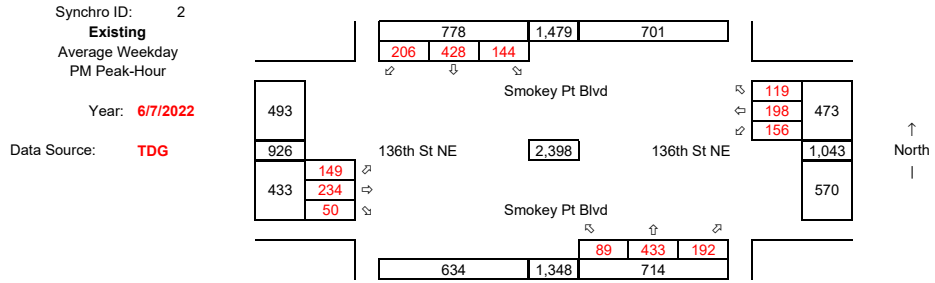 Synchro ID: 2
Existing
Average Weekday
PM Peak-Hour
Year: 6/7/2022
Data Source: TDG
778 1,479 701
206 428 144
⬃ ⇩ ⬂
Smokey Pt Blvd
⬁ 119
⇦ 198
⬃ 156
473
493
926
433
149 ⬀
234 ⇨
50 ⬂
136th St NE 2,398 136th St NE
1,043
570
↑
North
|
Smokey Pt Blvd
⬁ ⇧ ⬀
89 433 192
634 1,348 714